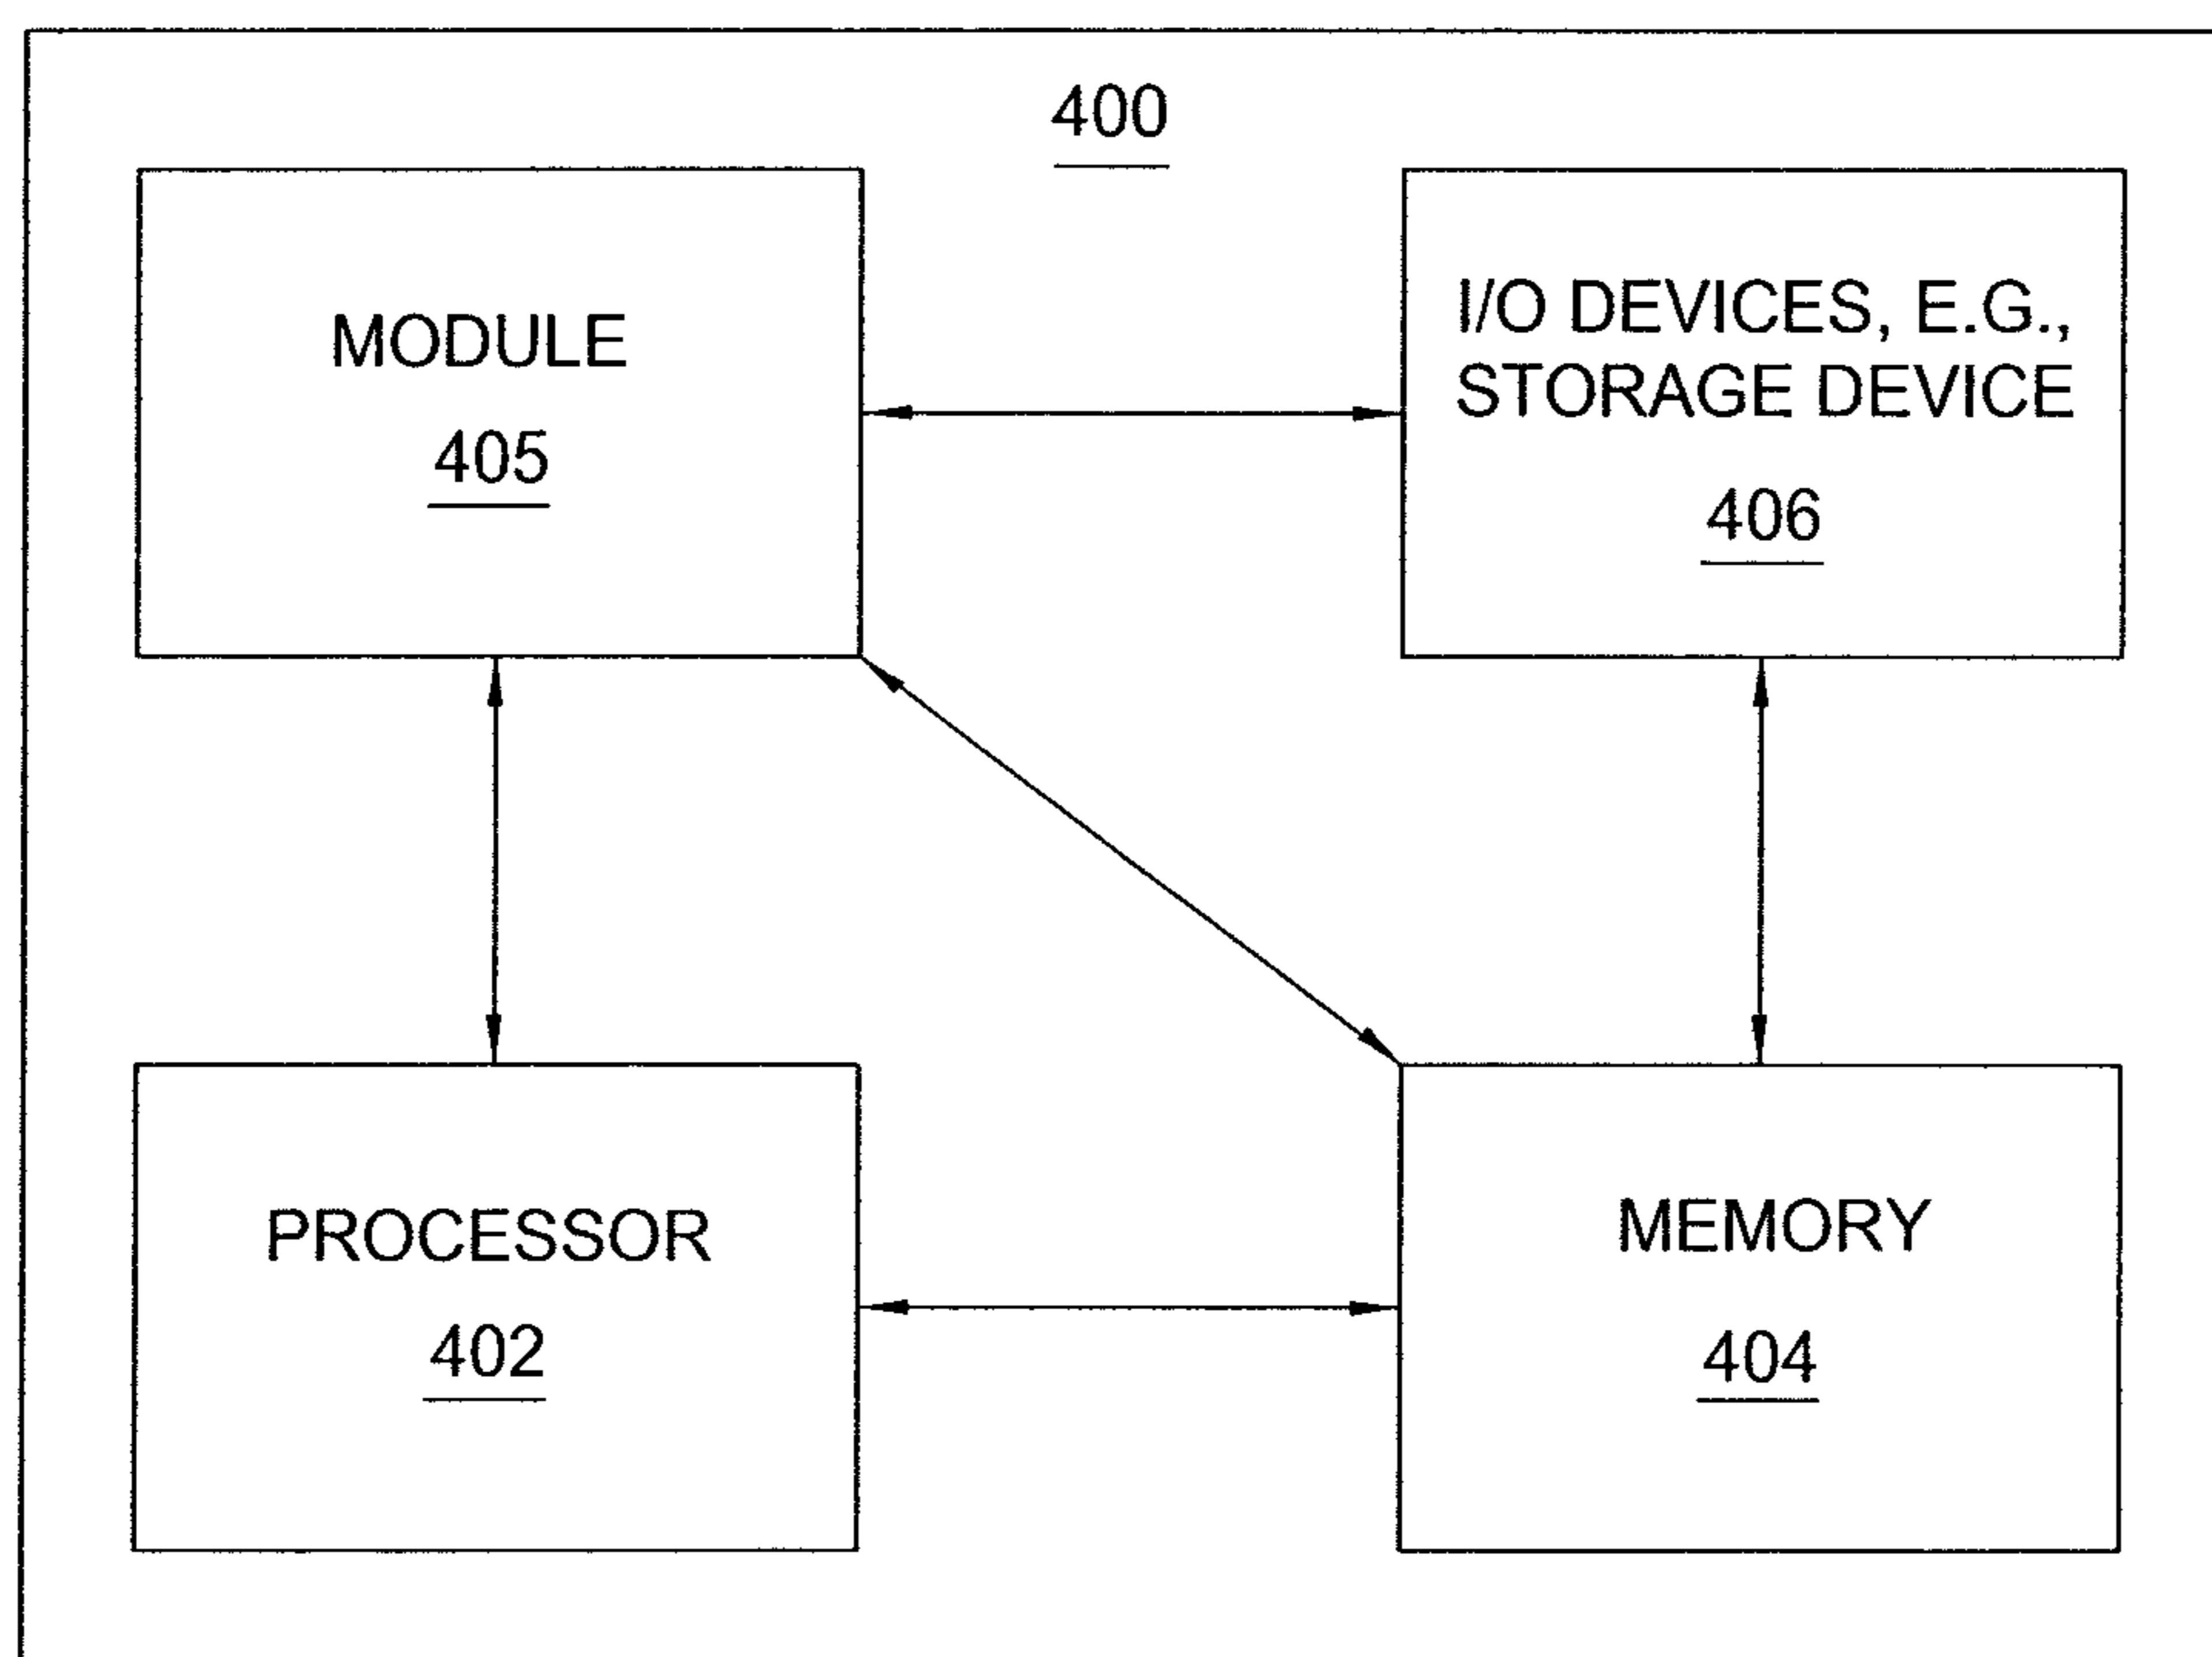 400
MODULE
405
I/O DEVICES, E.G.,
STORAGE DEVICE
406
PROCESSOR
402
MEMORY
404